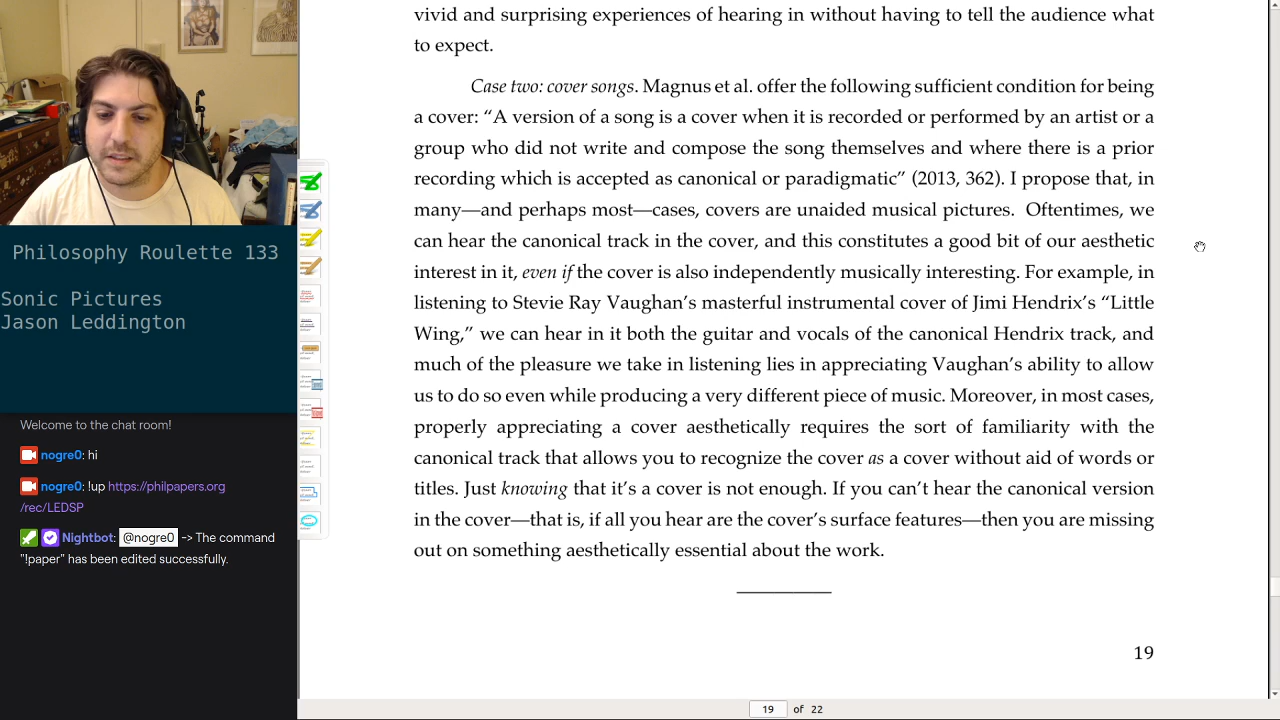 Philosophy Roulette 133
Sonic Pictures
Jason Leddington
Welcome to the chat room!
nogre0: hi
nogre0: !up https://philpapers.org
/rec/LEDSP
Nightbot: @nogre0 -> The command
"!paper" has been edited successfully.
vivid and surprising experiences of hearing in without having to tell the audience what
to expect.
Case two: cover songs. Magnus et al. offer the following sufficient condition for being
a cover: “A version of a song is a cover when it is recorded or performed by an artist or a
group who did not write and compose the song themselves and where there is a prior
recording which is accepted as canonical or paradigmatic” (2013, 362). I propose that, in
many—and perhaps most—cases, covers are unaided musical pictures. Oftentimes, we
can hear the canonical track in the cover, and this constitutes a good deal of our aesthetic
interest in it, even if the cover is also independently musically interesting. For example, in
listening to Stevie Ray Vaughan’s masterful instrumental cover of Jimi Hendrix’s “Little
Wing,” we can hear in it both the
much of the pleasure we take in listening lies in appreciating Vaughan’s ability to allow
us to do so even while producing a very different piece of music. Moreover, in most cases,
properly appreciating a cover aesthetically requires the sort of familiarity with the
canonical track that allows you to recognize the cover as a cover without aid of words or
titles. Just knowing that it’s a cover is not enough. If you can’t hear the canonical version
in the cover—that is, if all you hear are the cover’s surface features—then you are missing
out on something aesthetically essential about the work.
19
19 of 22